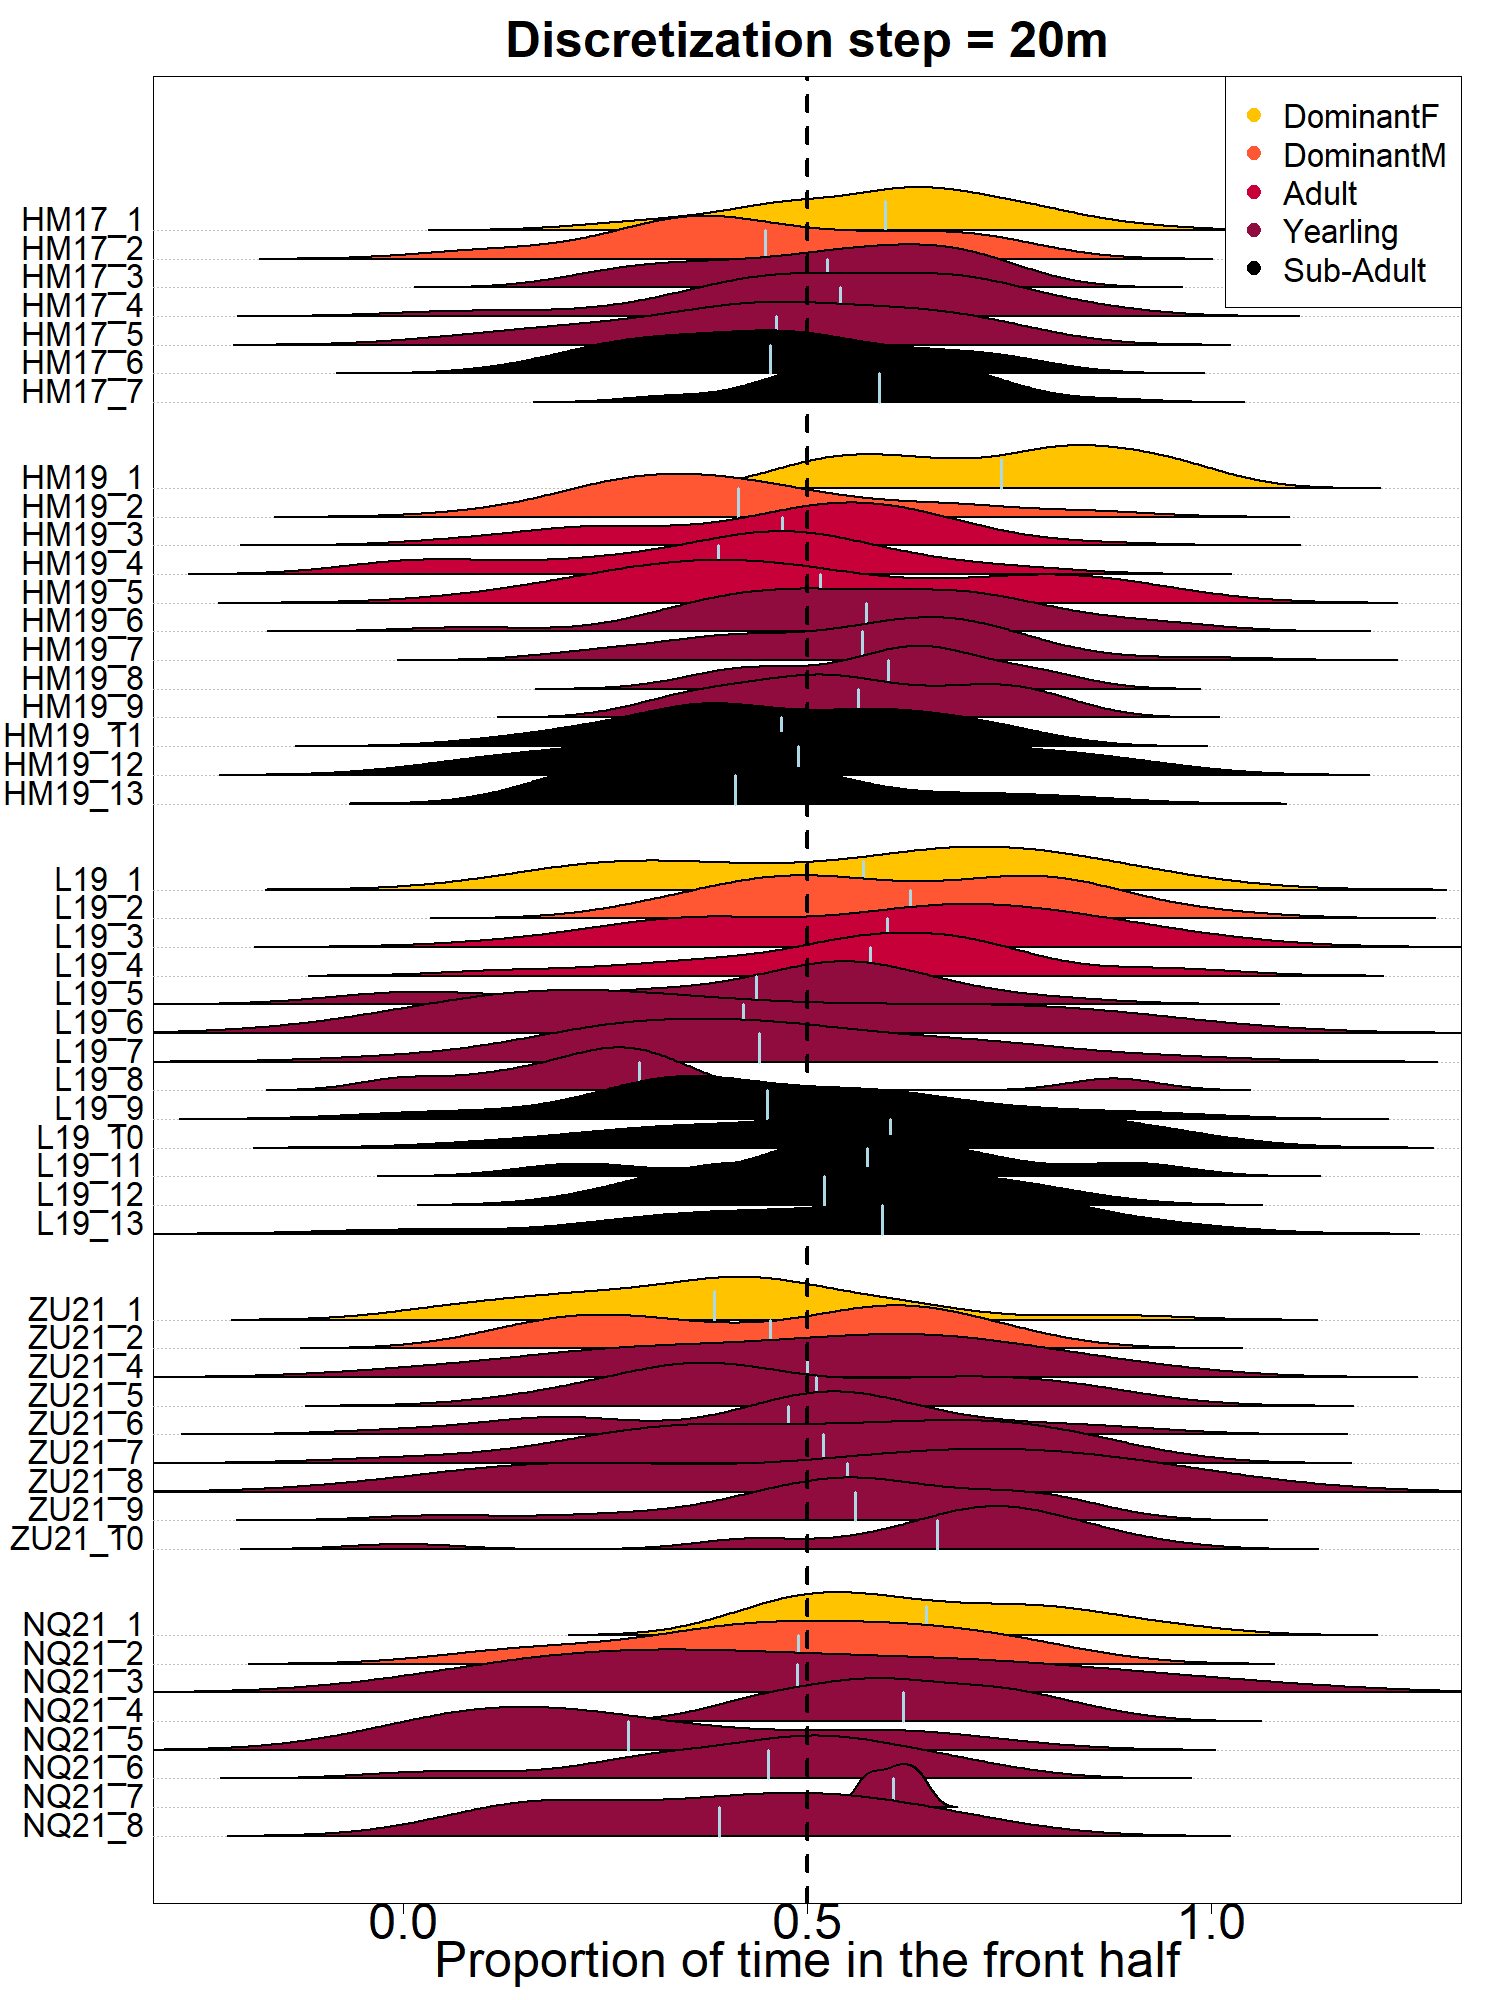 Discretization step = 20m
DominantF
DominantM
Adult
Yearling
Sub-Adult
HM17_1
HM17_2
HM17_3
HM17_4
HM17_5
HM17_6
HM17_7
HM19_1
HM19_2
HM19_3
HM19_4
HM19_5
HM19_6
HM19_7
HM19_8
HM19_9
HM19_11
HM19_12
HM19_13
L19_1
L19_2
L19_3
L19_4
L19_5
L19_6
L19_7
L19_8
L19_9
L19_10
L19_11
L19_12
L19_13
ZU21_1
ZU21_2
ZU21_4
ZU21_5
ZU21_6
ZU21_7
ZU21_8
ZU21_9
ZU21_10
NQ21_1
NQ21_2
NQ21_3
NQ21_4
NQ21_5
NQ21_6
NQ21_7
NQ21_8
0.0 0.5 1.0
Proportion of time in the front half